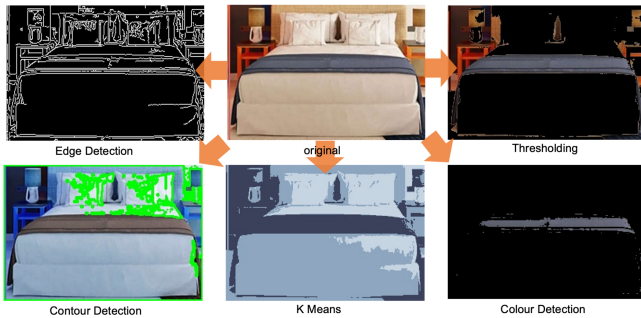 Edge Detection
original
Thresholding
Contour Detection
K Means
Colour Detection